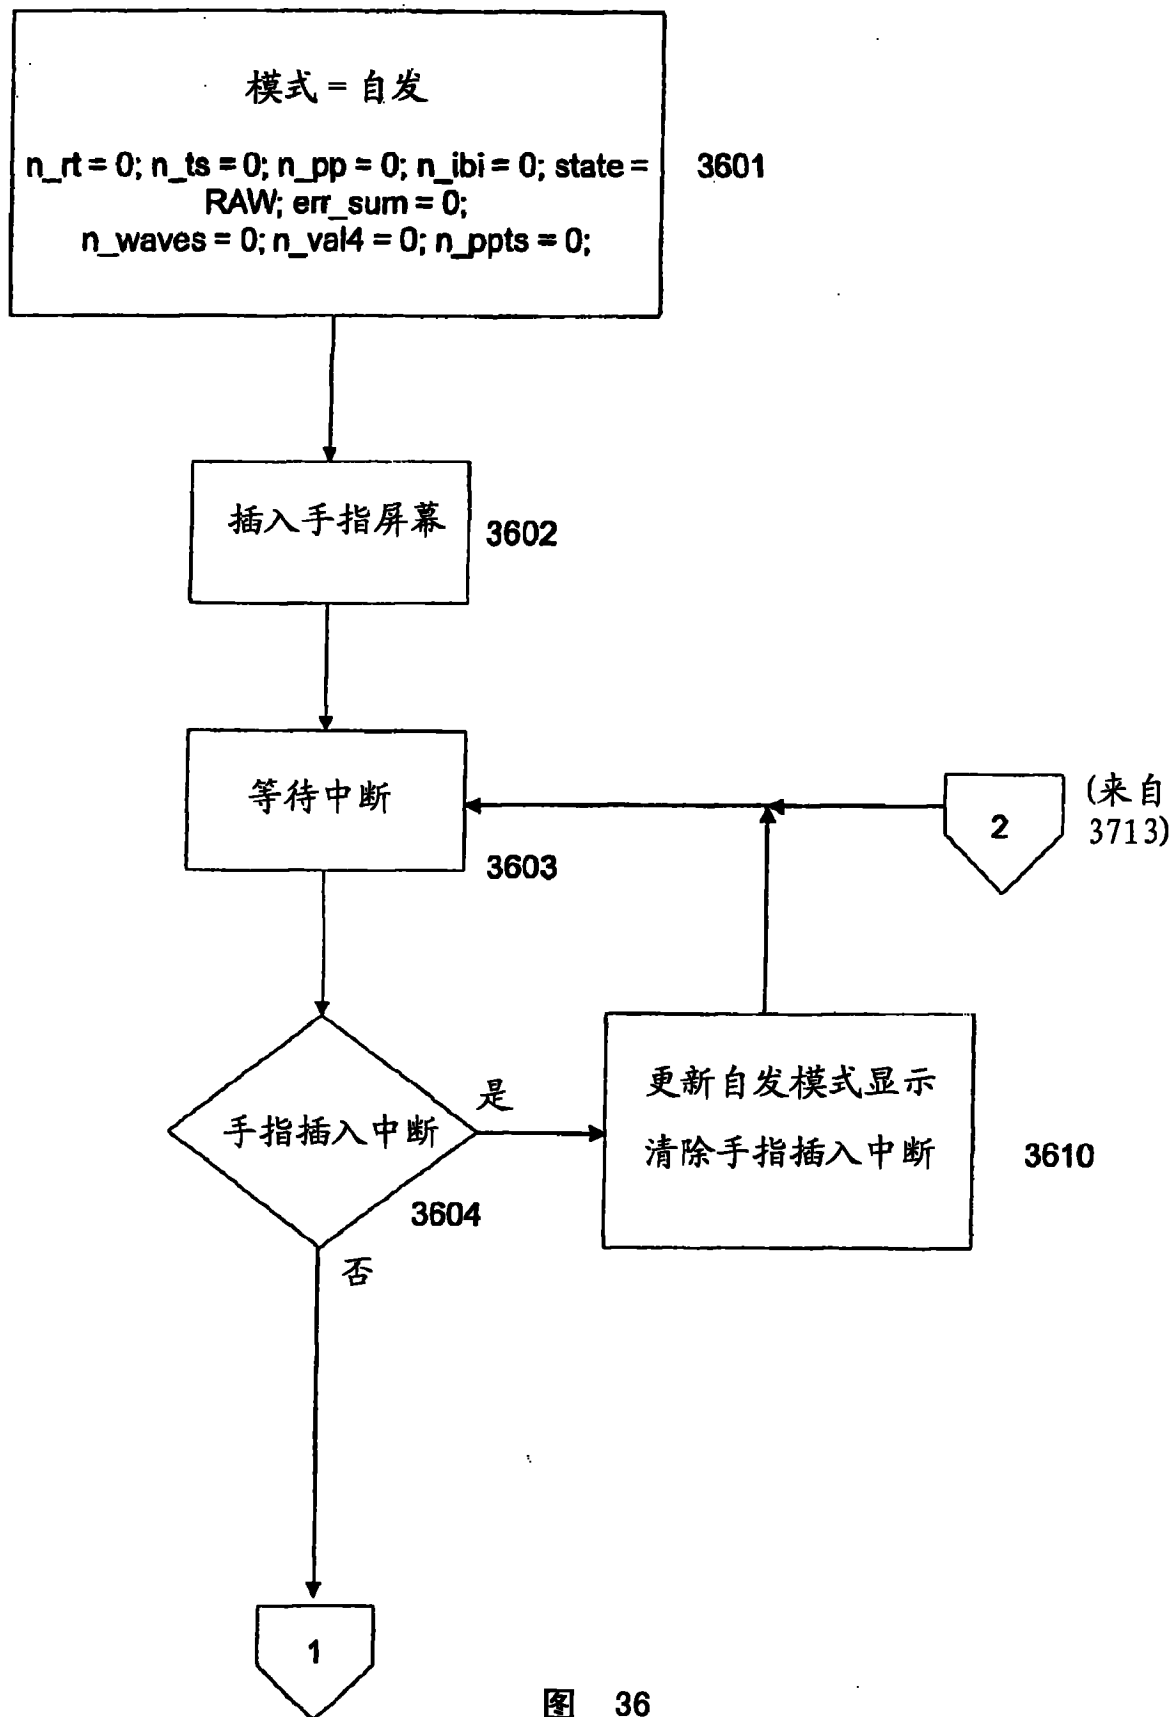 模式 = 自发
n_rt = 0; n_ts = 0; n_pp = 0; n_ibi = 0; state =
RAW; err_sum = 0;
n_waves = 0; n_val4 = 0; n_ppts = 0;
3601
插入手指屏幕
3602
等待中断
3603
2
(来自
3713)
手指插入中断
3604
是
否
更新自发模式显示
清除手指插入中断
3610
1
图 36